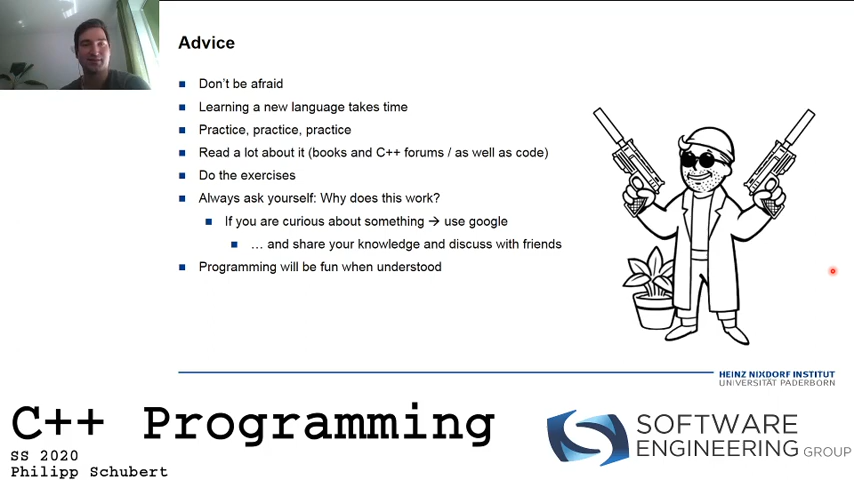 Advice
Don't be afraid
Learning a new language takes time
Practice, practice, practice
Read a lot about it (books and C++ forums / as well as code)
Do the exercises
Always ask yourself: Why does this work?
If you are curious about something → use google
… and share your knowledge and discuss with friends
Programming will be fun when understood
HEINZ NIXDORF INSTITUT
UNIVERSITÄT PADERBORN
C++ Programming
SS 2020
Philipp Schubert
SOFTWARE
ENGINEERING GROUP